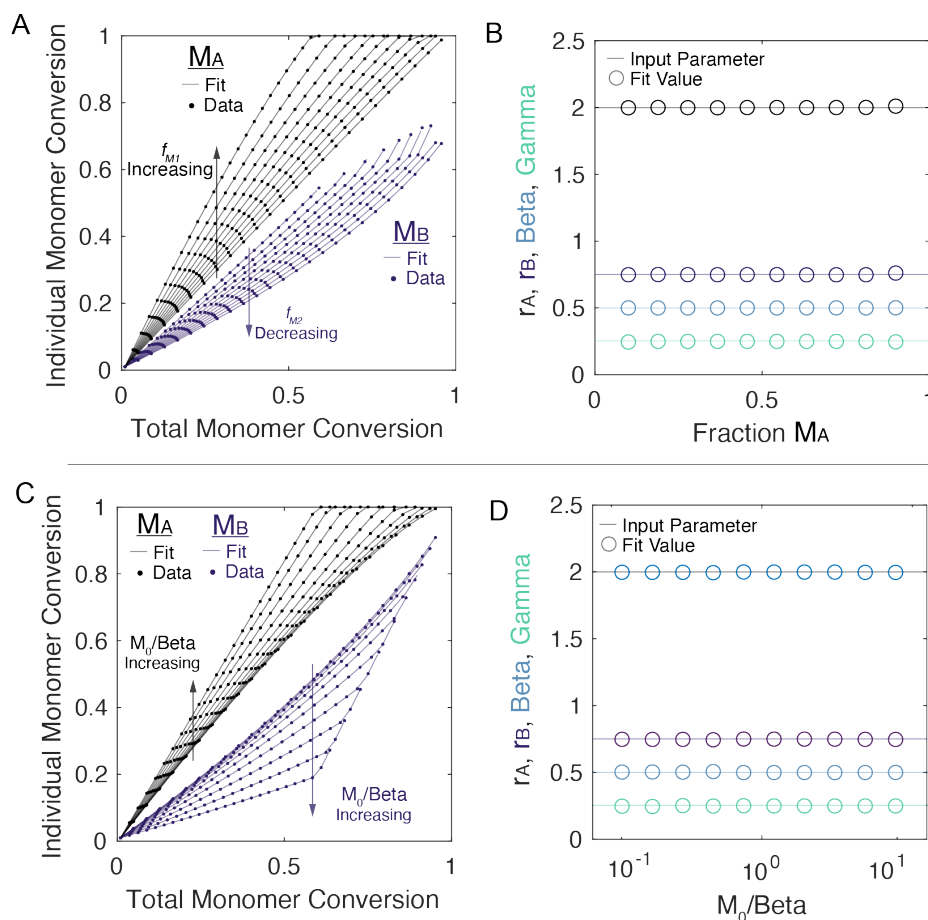 A
Individual Monomer Conversion
1
0.8
0.6
0.4
0.2
0
0
0.5
1
Total Monomer Conversion
MA
Fit
Data
fM1
Increasing
MB
Fit
Data
fM2
Decreasing
B
rA, rB, Beta, Gamma
2.5
2
1.5
1
0.5
0
Input Parameter
Fit Value
0
0.5
1
Fraction MA
C
Individual Monomer Conversion
1
0.8
0.6
0.4
0.2
0
0
0.5
1
Total Monomer Conversion
MA MB
Fit Fit
Data Data
M0/Beta
Increasing
M0/Beta
Increasing
D
rA, rB, Beta, Gamma
2.5
2
1.5
1
0.5
0
Input Parameter
Fit Value
10^-1
10^0
10^1
M0/Beta